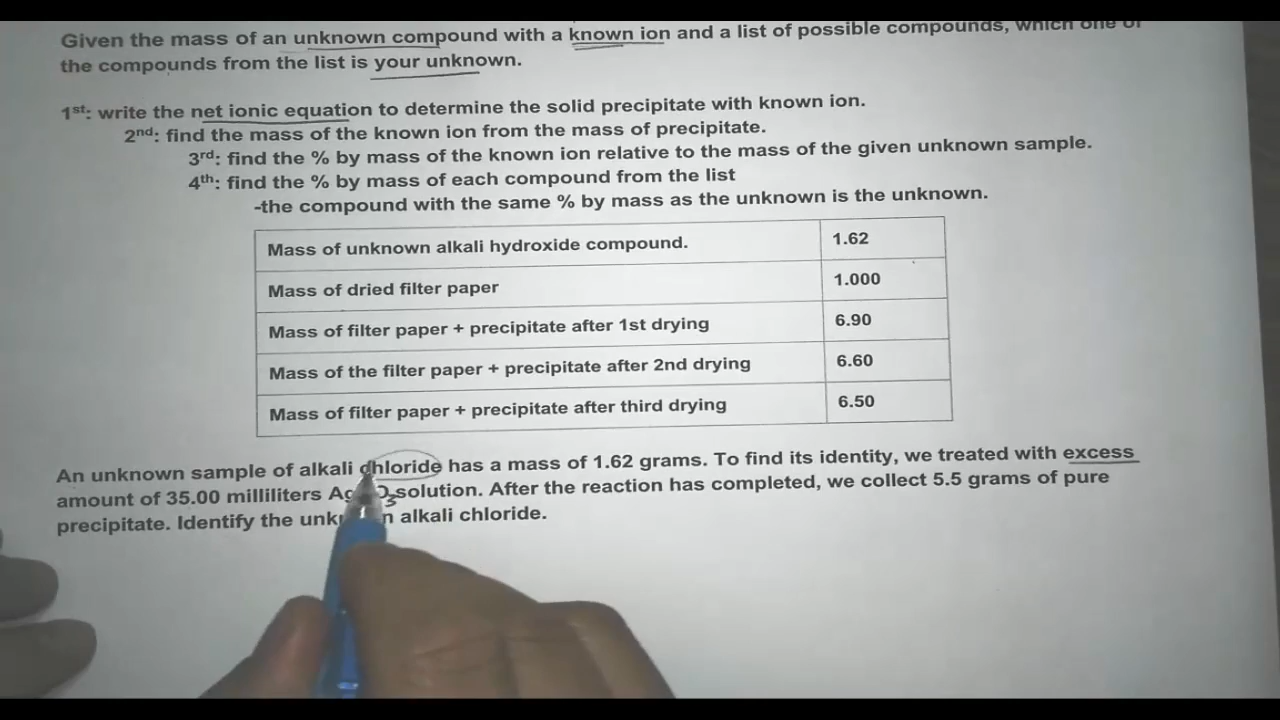 Given the mass of an unknown compound with a known ion and a list of possible compounds, which one of
the compounds from the list is your unknown.
1st: write the net ionic equation to determine the solid precipitate with known ion.
2nd: find the mass of the known ion from the mass of precipitate.
3rd: find the % by mass of the known ion relative to the mass of the given unknown sample.
4th: find the % by mass of each compound from the list
-the compound with the same % by mass as the unknown is the unknown.
Mass of unknown alkali hydroxide compound. 1.62
Mass of dried filter paper 1.000
Mass of filter paper + precipitate after 1st drying 6.90
Mass of the filter paper + precipitate after 2nd drying 6.60
Mass of filter paper + precipitate after third drying 6.50
An unknown sample of alkali chloride has a mass of 1.62 grams. To find its identity, we treated with excess
amount of 35.00 milliliters solution. After the reaction has completed, we collect 5.5 grams of pure
precipitate. Identify the alkali chloride.